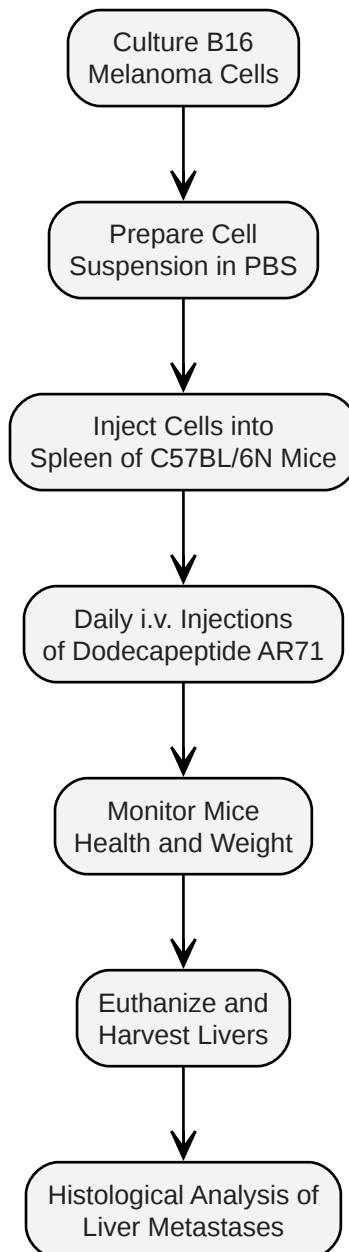 Culture B16
Melanoma Cells
Prepare Cell
Suspension in PBS
Inject Cells into
Spleen of C57BL/6N Mice
Daily i.v. Injections
of Dodecapeptide AR71
Monitor Mice
Health and Weight
Euthanize and
Harvest Livers
Histological Analysis of
Liver Metastases